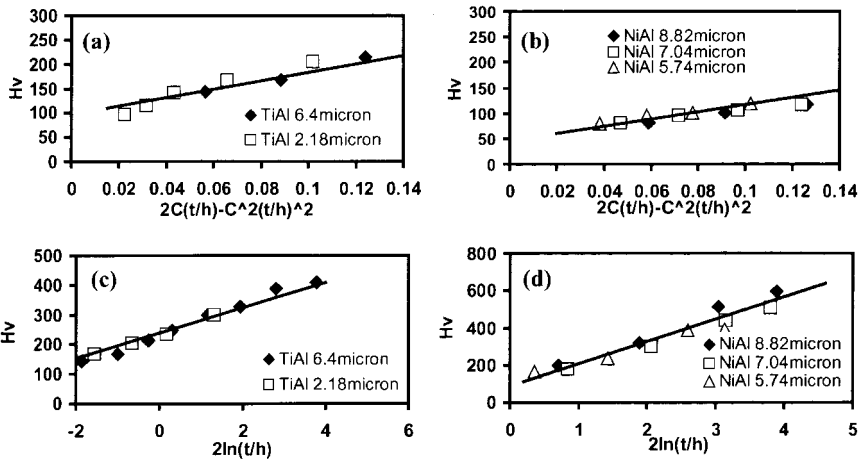 (a)
Hv
300
250
200
150
100
50
0
TiAl 6.4micron
TiAl 2.18micron
0 0.02 0.04 0.06 0.08 0.1 0.12 0.14
2C(t/h)-C^2(t/h)^2
(b)
Hv
300
250
200
150
100
50
0
NiAl 8.82micron
NiAl 7.04micron
NiAl 5.74micron
0 0.02 0.04 0.06 0.08 0.1 0.12 0.14
2C(t/h)-C^2(t/h)^2
(c)
Hv
500
400
300
200
100
0
TiAl 6.4micron
TiAl 2.18micron
-2 0 2 4 6
2ln(t/h)
(d)
Hv
800
600
400
200
0
NiAl 8.82micron
NiAl 7.04micron
NiAl 5.74micron
0 1 2 3 4 5
2ln(t/h)